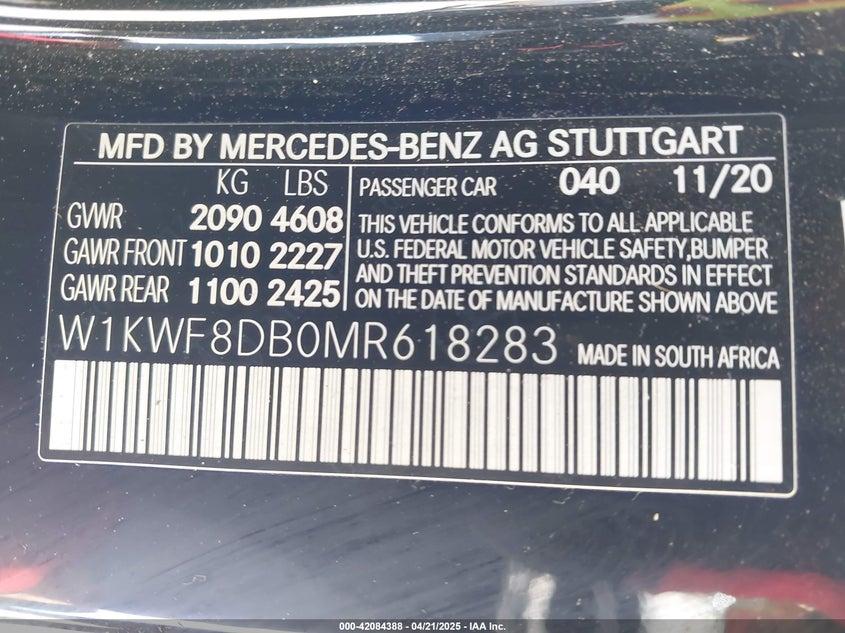 MFD BY MERCEDES-BENZ AG STUTTGART
KG LBS
GVWR 2090 4608
GAWR FRONT 1010 2227
GAWR REAR 1100 2425
PASSENGER CAR 040 11/20
THIS VEHICLE CONFORMS TO ALL APPLICABLE
U.S. FEDERAL MOTOR VEHICLE SAFETY,BUMPER
AND THEFT PREVENTION STANDARDS IN EFFECT
ON THE DATE OF MANUFACTURE SHOWN ABOVE
W1KWF8DB0MR618283 MADE IN SOUTH AFRICA
000-42084388 - 04/21/2025 - IAA Inc.